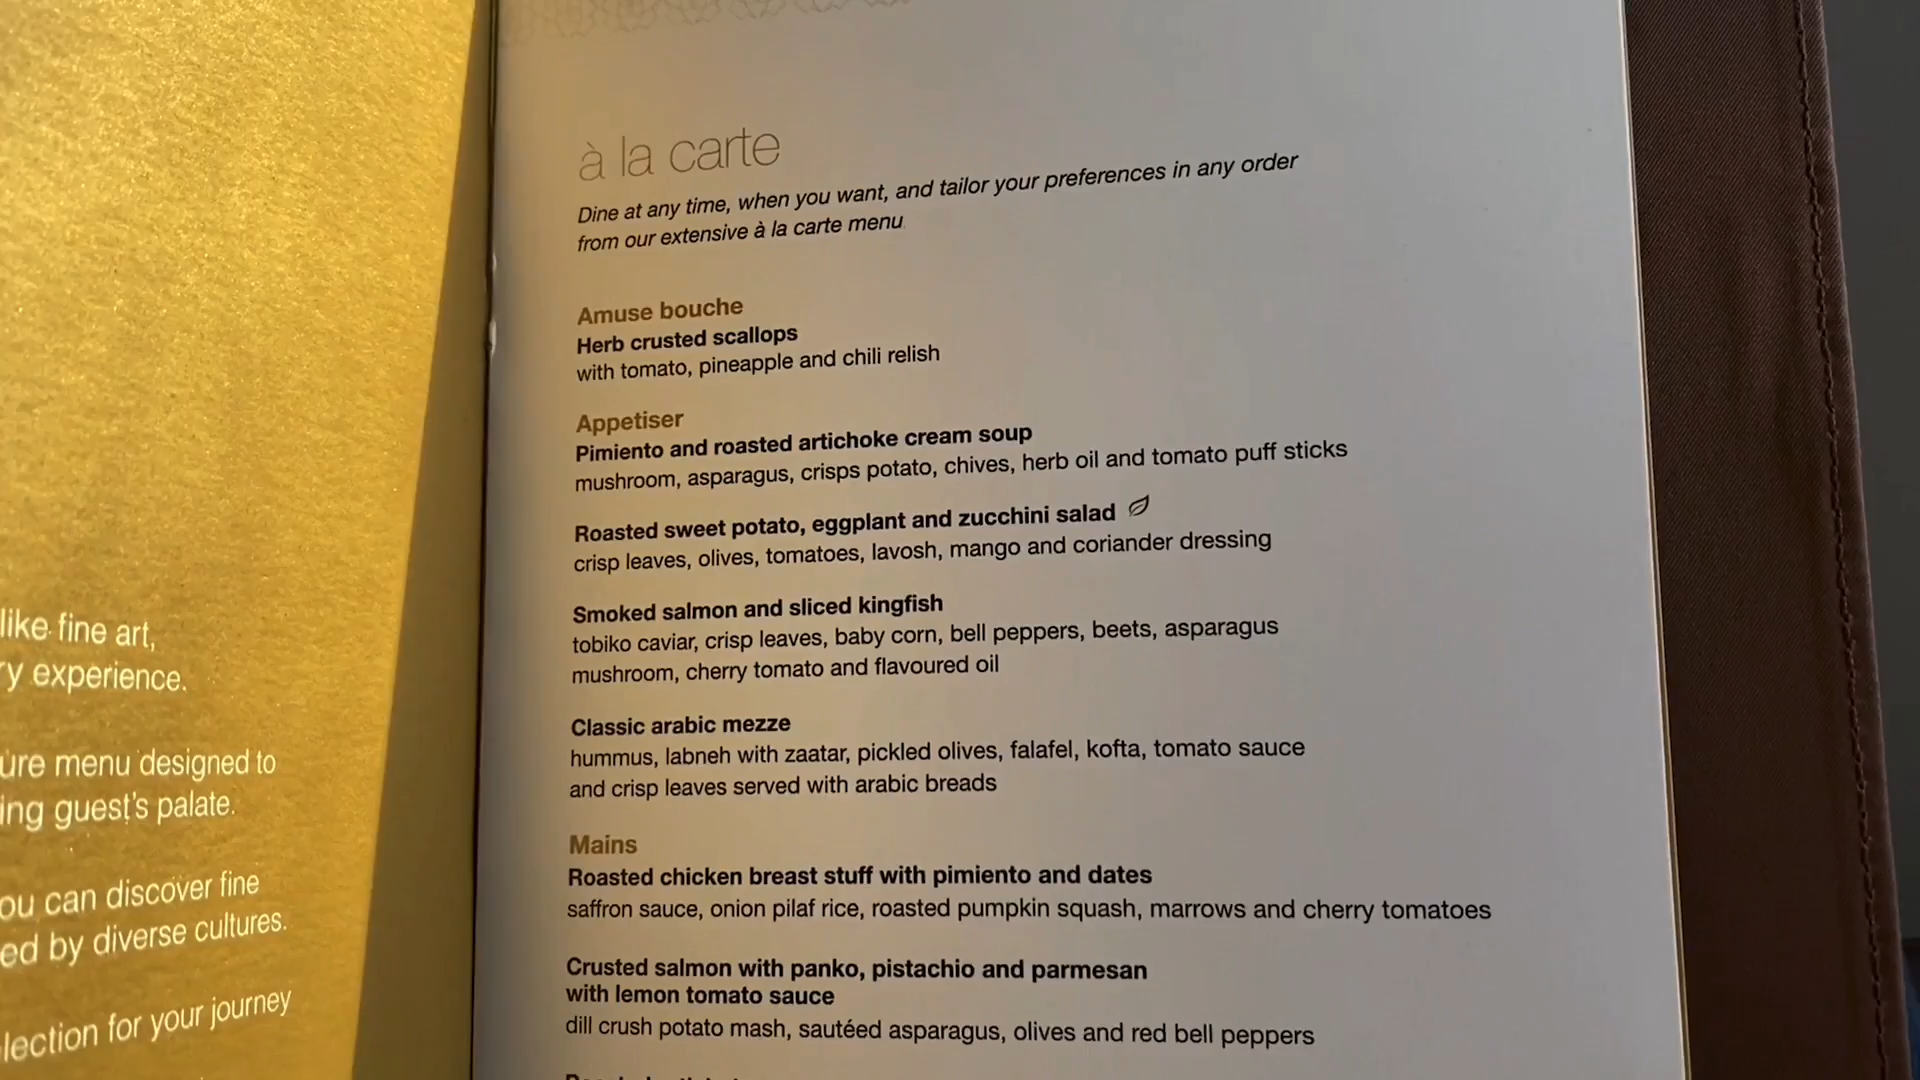 like fine art,
experience.
menu designed to
guest's palate.
can discover fine
by diverse cultures.
for your journey
à la carte
Dine at any time, when you want, and tailor your preferences in any order
from our extensive à la carte menu
Amuse bouche
Herb crusted scallops
with tomato, pineapple and chili relish
Appetiser
Pimiento and roasted artichoke cream soup
mushroom, asparagus, crisps potato, chives, herb oil and tomato puff sticks
Roasted sweet potato, eggplant and zucchini salad
crisp leaves, olives, tomatoes, lavosh, mango and coriander dressing
Smoked salmon and sliced kingfish
tobiko caviar, crisp leaves, baby corn, bell peppers, beets, asparagus
mushroom, cherry tomato and flavoured oil
Classic arabic mezze
hummus, labneh with zaatar, pickled olives, falafel, kofta, tomato sauce
and crisp leaves served with arabic breads
Mains
Roasted chicken breast stuff with pimiento and dates
saffron sauce, onion pilaf rice, roasted pumpkin squash, marrows and cherry tomatoes
Crusted salmon with panko, pistachio and parmesan
with lemon tomato sauce
dill crush potato mash, sautéed asparagus, olives and red bell peppers